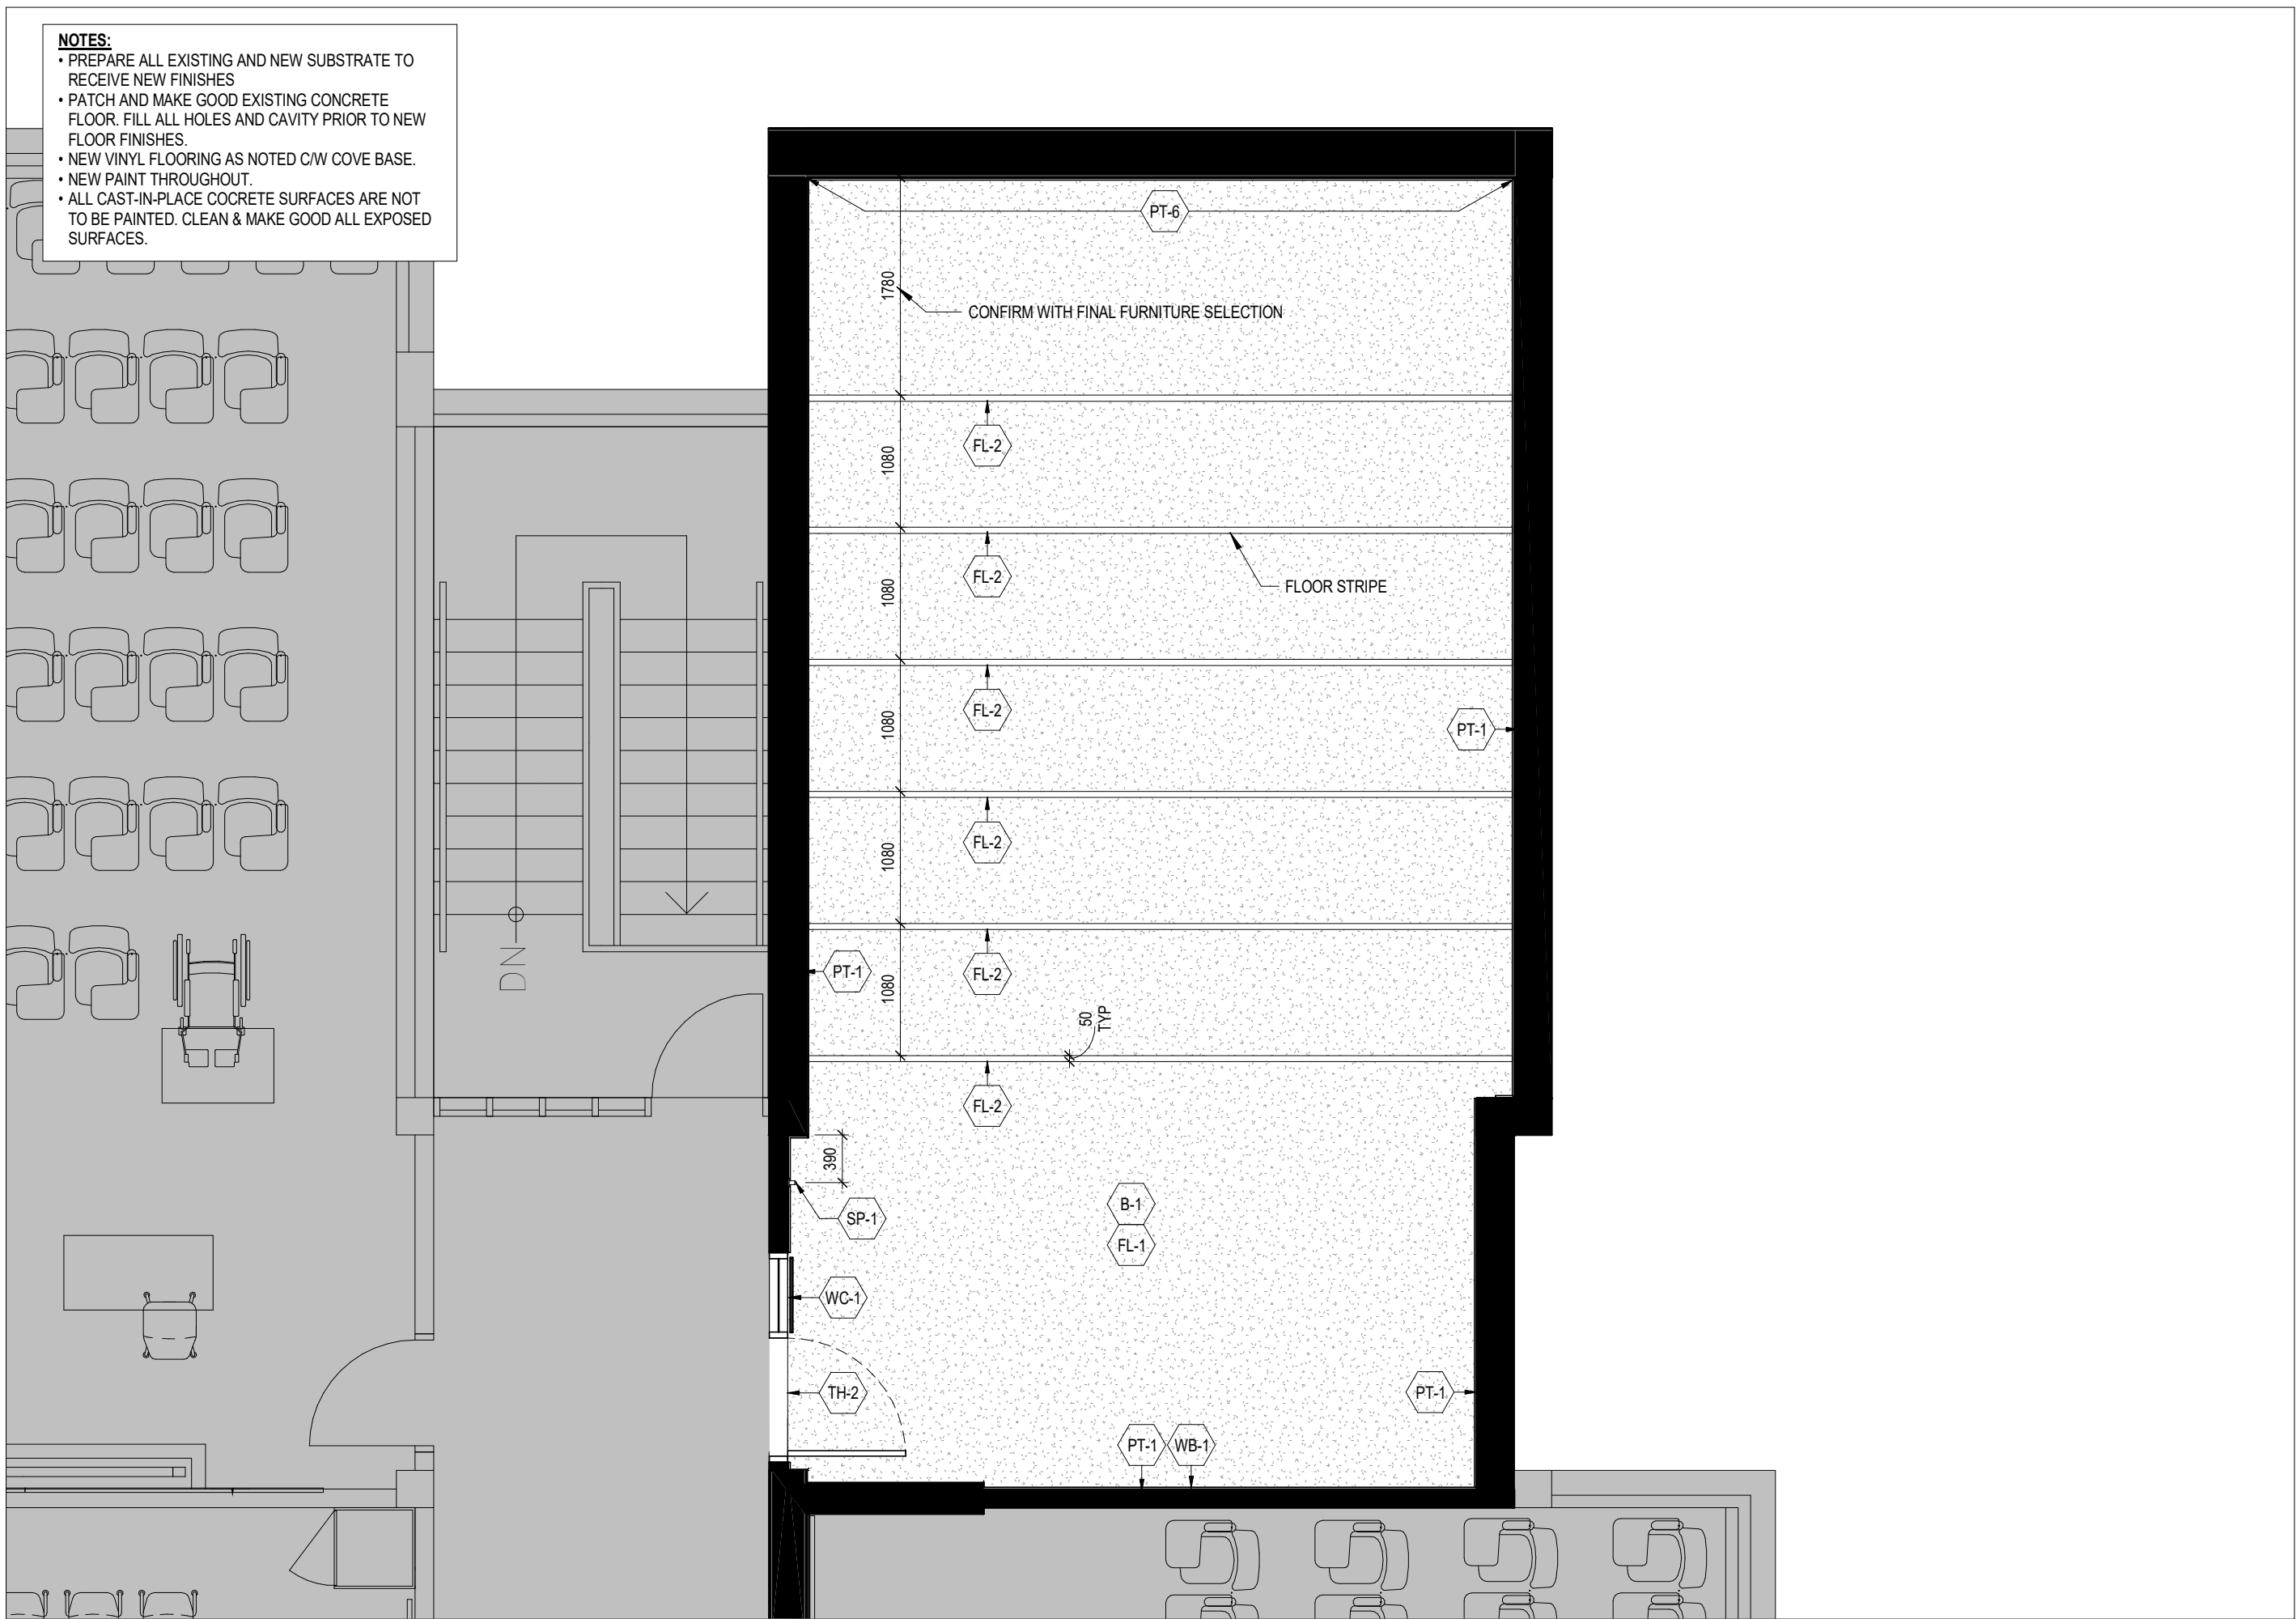 NOTES:
• PREPARE ALL EXISTING AND NEW SUBSTRATE TO
RECEIVE NEW FINISHES
• PATCH AND MAKE GOOD EXISTING CONCRETE
FLOOR. FILL ALL HOLES AND CAVITY PRIOR TO NEW
FLOOR FINISHES.
• NEW VINYL FLOORING AS NOTED C/W COVE BASE.
• NEW PAINT THROUGHOUT.
• ALL CAST-IN-PLACE COCRETE SURFACES ARE NOT
TO BE PAINTED. CLEAN & MAKE GOOD ALL EXPOSED
SURFACES.
PT-6
1780
CONFIRM WITH FINAL FURNITURE SELECTION
FL-2
1080
FL-2
1080
FLOOR STRIPE
FL-2
1080
PT-1
FL-2
1080
DN
PT-1
FL-2
1080
50
TYP
FL-2
390
SP-1
B-1
FL-1
WC-1
TH-2
PT-1
PT-1
WB-1